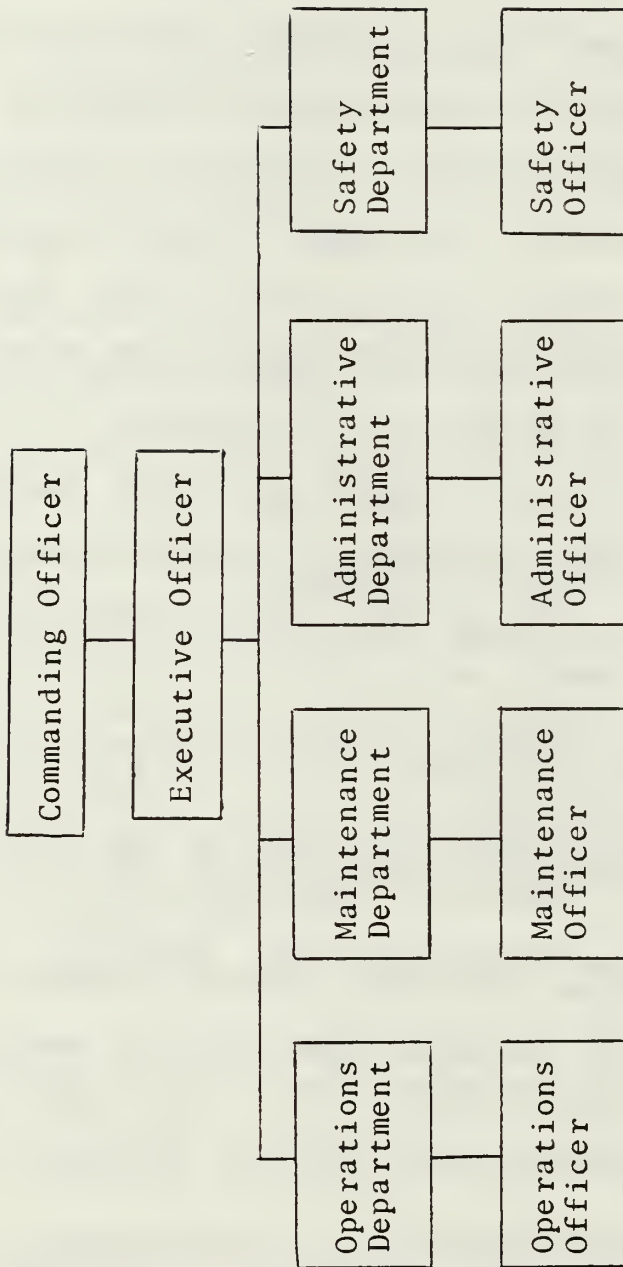 Commanding Officer
Executive Officer
Operations
Department
Maintenance
Department
Administrative
Department
Safety
Department
Operations
Officer
Maintenance
Officer
Administrative
Officer
Safety
Officer